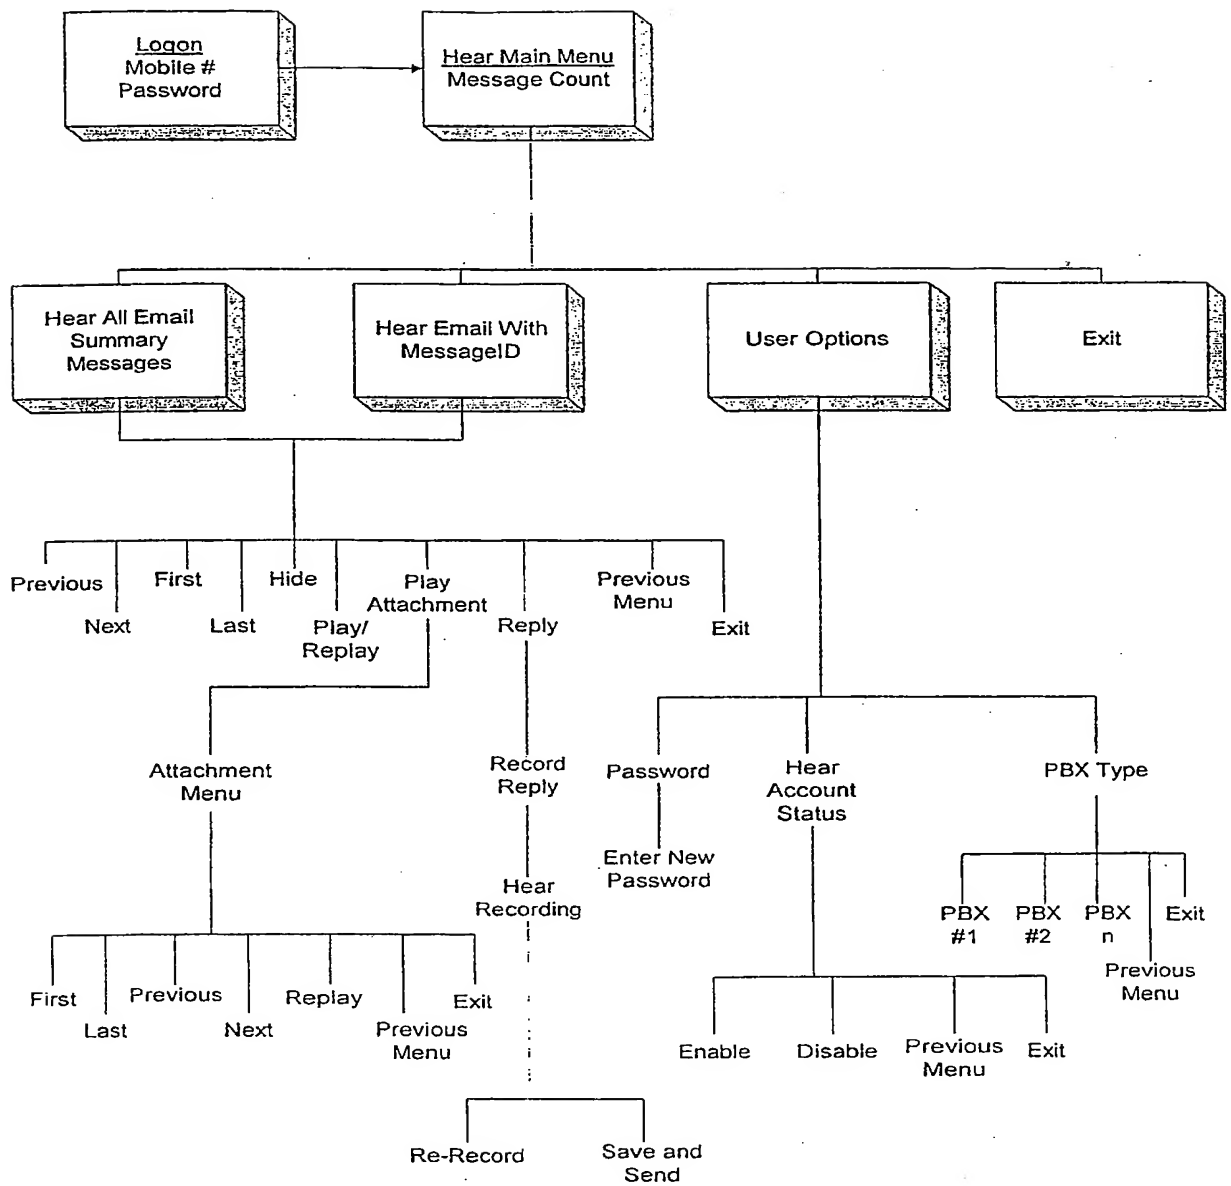 Logon
Mobile #
Password
Hear Main Menu
Message Count
Hear All Email
Summary
Messages
Hear Email With
MessageID
User Options
Exit
Previous
Next
First
Last
Hide
Play/
Replay
Play
Attachment
Reply
Previous
Menu
Exit
Attachment
Menu
Record
Reply
Hear
Recording
Password
Enter New
Password
Hear
Account
Status
PBX Type
PBX
#1
PBX
#2
PBX
n
Previous
Menu
Exit
First
Last
Previous
Next
Replay
Previous
Menu
Exit
Enable
Disable
Previous
Menu
Exit
Re-Record
Save and
Send